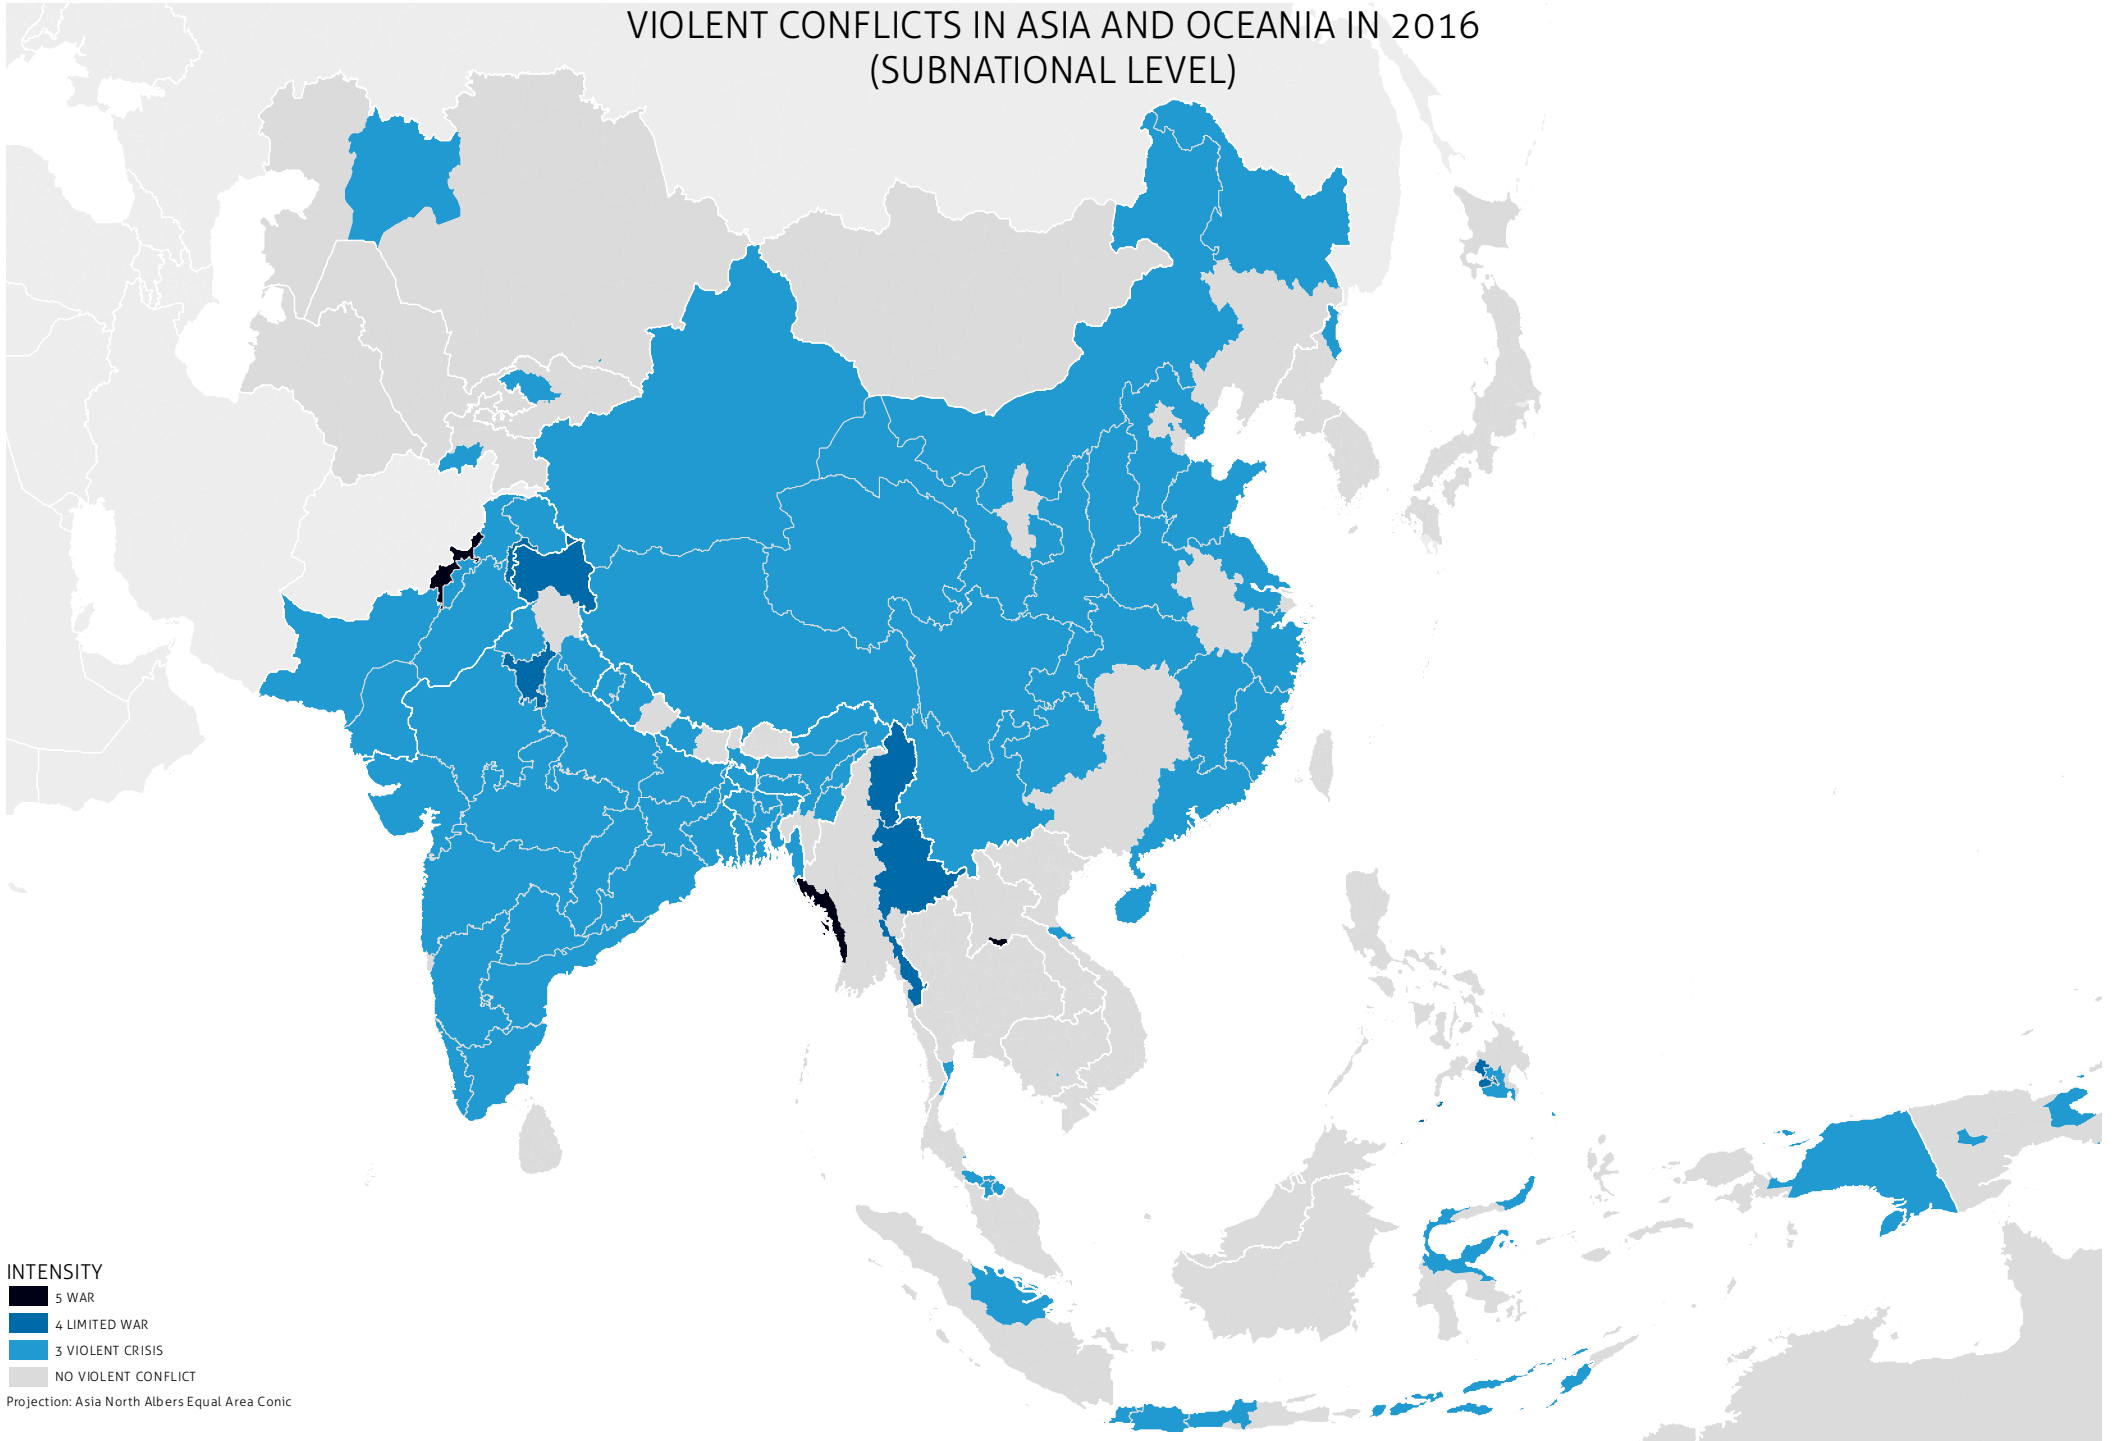 VIOLENT CONFLICTS IN ASIA AND OCEANIA IN 2016
(SUBNATIONAL LEVEL)
INTENSITY
5 WAR
4 LIMITED WAR
3 VIOLENT CRISIS
NO VIOLENT CONFLICT
Projection: Asia North Albers Equal Area Conic